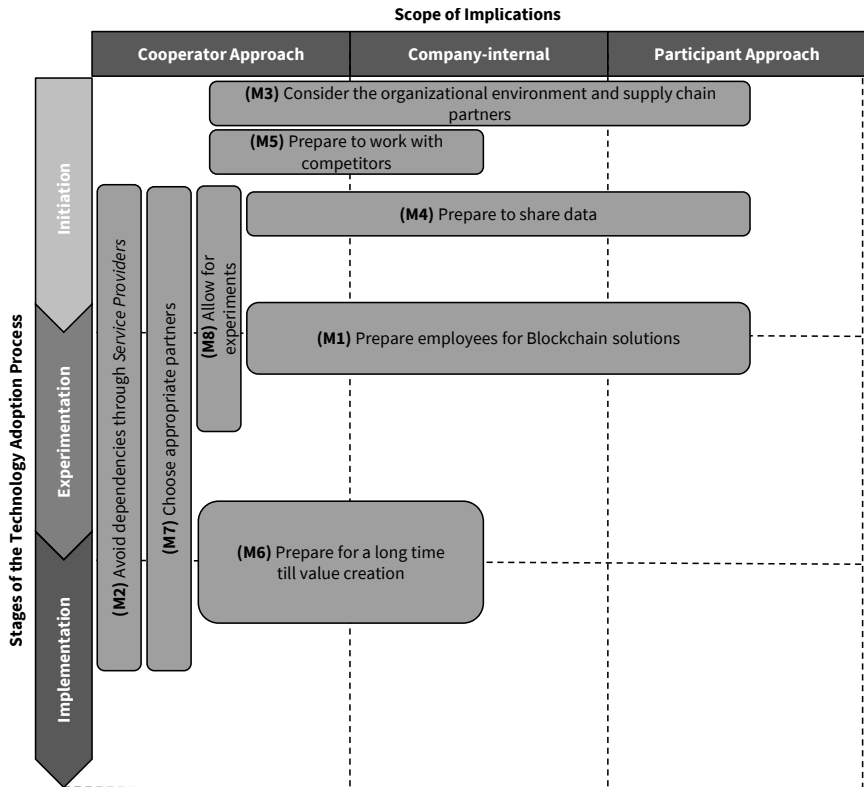 Scope of Implications
Cooperator Approach
Company-internal
Participant Approach
Stages of the Technology Adoption Process
Initiation
Experimentation
Implementation
(M3) Consider the organizational environment and supply chain
partners
(M5) Prepare to work with
competitors
(M4) Prepare to share data
(M2) Avoid dependencies through Service Providers
(M7) Choose appropriate partners
(M8) Allow for
experiments
(M1) Prepare employees for Blockchain solutions
(M6) Prepare for a long time
till value creation